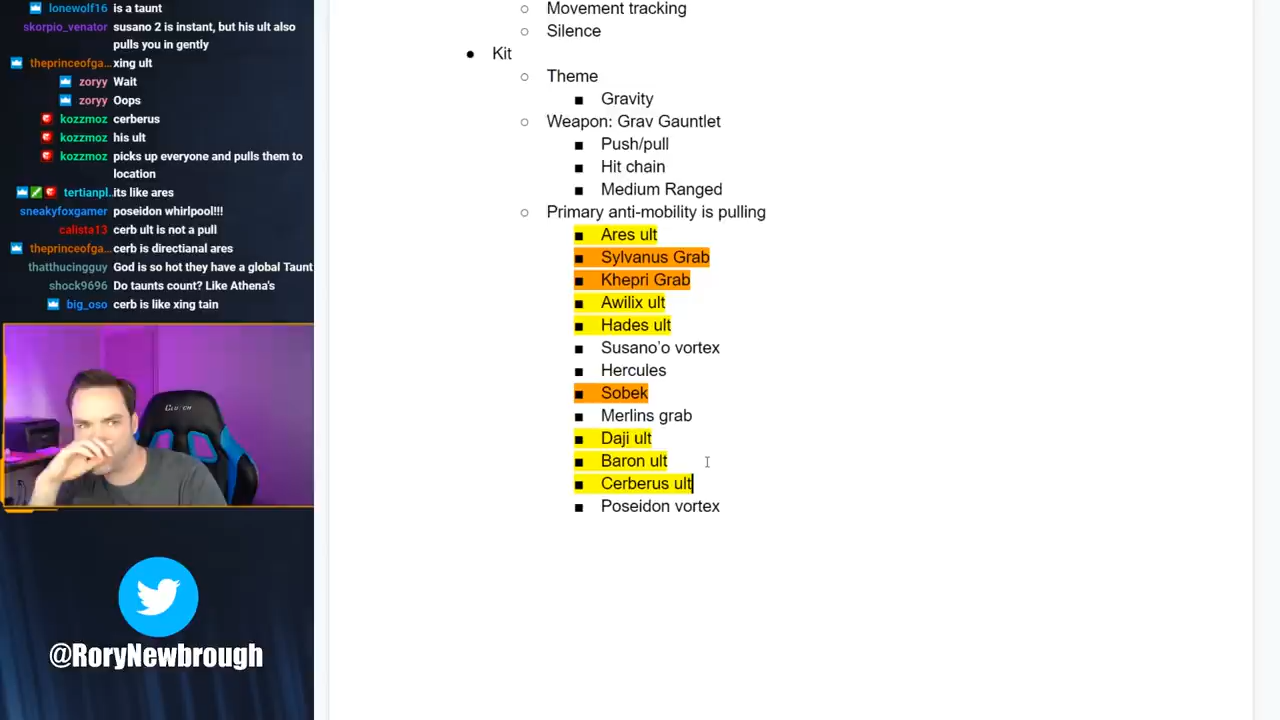 lonewolf16 is a taunt
skorpio_venator susano 2 is instant, but his ult also
pulls you in gently
theprinceofga... xing ult
zoryy Wait
zoryy Oops
kozzmoz cerberus
kozzmoz his ult
kozzmoz picks up everyone and pulls them to
location
tertianpl.. its like ares
sneakyfoxgamer poseidon whirlpool!!!
calista13 cerb ult is not a pull
theprinceofga... cerb is directianal ares
thatthucingguy God is so hot they have a global Taunt
shock9696 Do taunts count? Like Athena's
big_oso cerb is like xing tain
CLUTCH
@RoryNewbrough
○ Movement tracking
○ Silence
● Kit
○ Theme
■ Gravity
○ Weapon: Grav Gauntlet
■ Push/pull
■ Hit chain
■ Medium Ranged
○ Primary anti-mobility is pulling
■ Ares ult
■ Sylvanus Grab
■ Khepri Grab
■ Awilix ult
■ Hades ult
■ Susano’o vortex
■ Hercules
■ Sobek
■ Merlins grab
■ Daji ult
■ Baron ult
■ Cerberus ult
■ Poseidon vortex